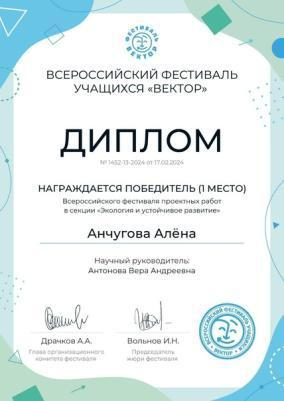 ФЕСТИВАЛЬ
ВЕКТОР
ВСЕРОССИЙСКИЙ ФЕСТИВАЛЬ
УЧАЩИХСЯ «ВЕКТОР»
ДИПЛОМ
№ 1452-13-2024 от 17.02.2024
НАГРАЖДАЕТСЯ ПОБЕДИТЕЛЬ (1 МЕСТО)
Всероссийского фестиваля проектных работ
в секции «Экология и устойчивое развитие»
Анчугова Алёна
Научный руководитель:
Антонова Вера Андреевна
Драчков А.А.
Глава организационного
комитета фестиваля
Вольнов И.Н.
Председатель
жюри фестиваля
ВСЕРОССИЙСКИЙ ФЕСТИВАЛЬ УЧАЩИХСЯ
ВЕКТОР